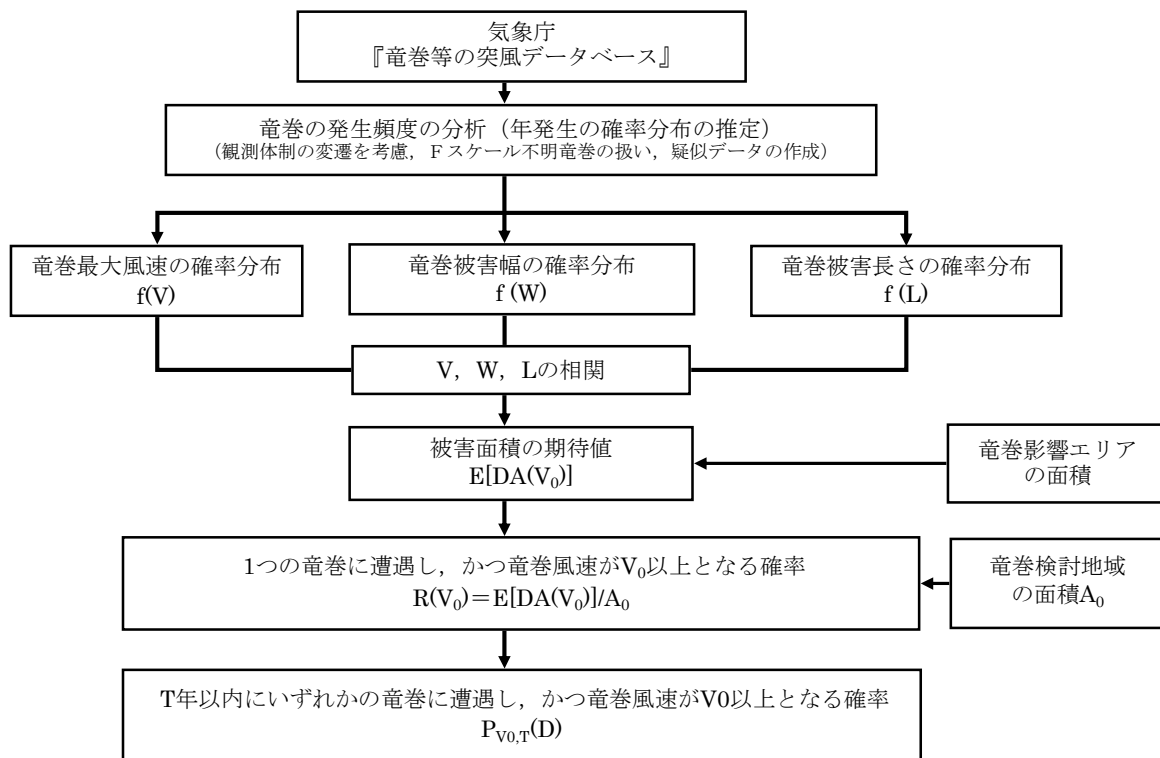 気象庁
『竜巻等の突風データベース』
竜巻の発生頻度の分析（年発生の確率分布の推定）
（観測体制の変遷を考慮，Ｆスケール不明竜巻の扱い，疑似データの作成）
竜巻最大風速の確率分布
f(V)
竜巻被害幅の確率分布
f (W)
竜巻被害長さの確率分布
f (L)
V，W，Lの相関
被害面積の期待値
E[DA(V₀)]
竜巻影響エリア
の面積
1つの竜巻に遭遇し，かつ竜巻風速がV₀以上となる確率
R(V₀)＝E[DA(V₀)]/A₀
竜巻検討地域
の面積A₀
T年以内にいずれかの竜巻に遭遇し，かつ竜巻風速がV0以上となる確率
P_{V0,T}(D)